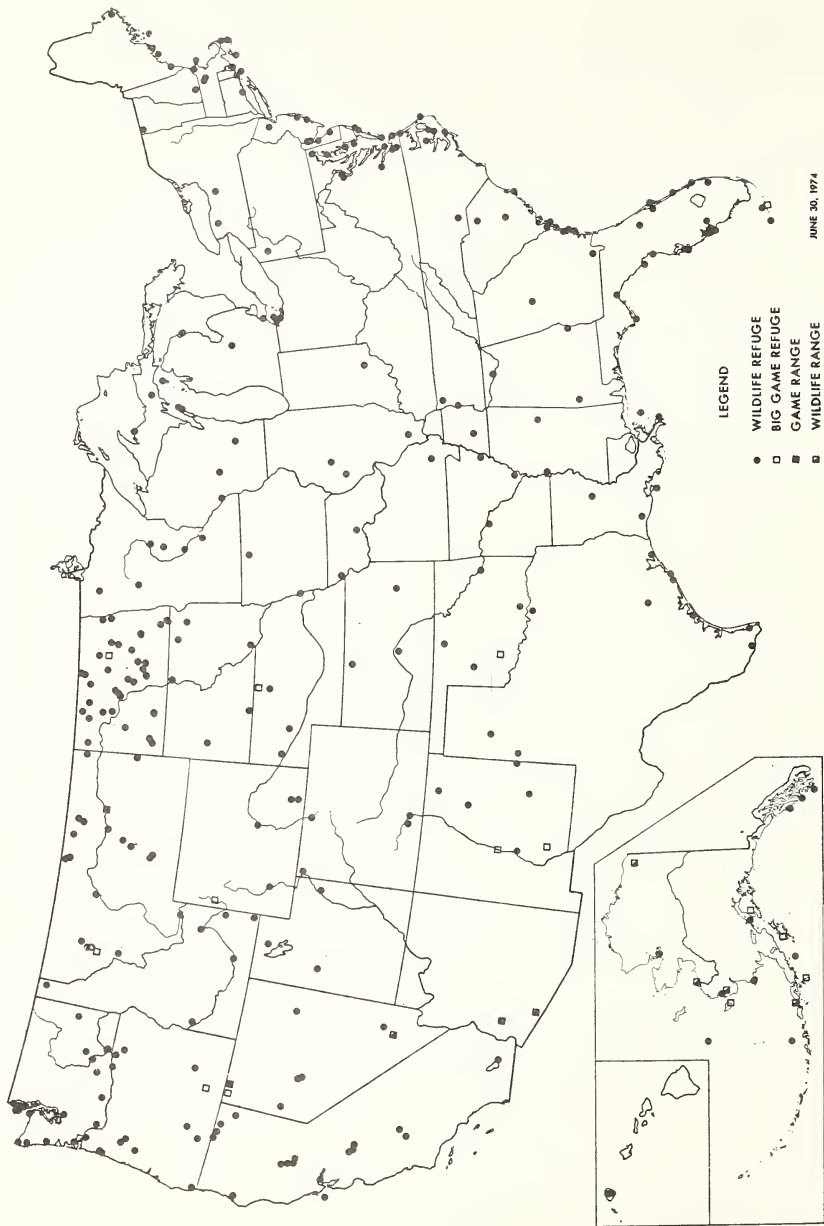 LEGEND
WILDLIFE REFUGE
BIG GAME REFUGE
GAME RANGE
WILDLIFE RANGE
JUNE 30, 1974